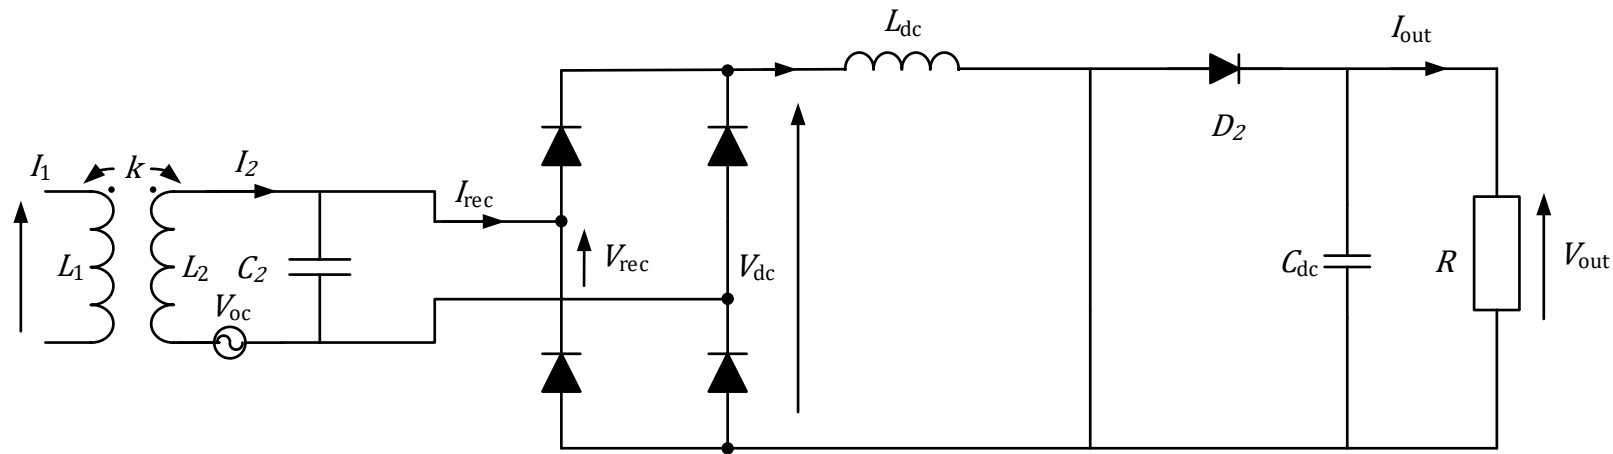 L_dc
I_out
D_2
I_1
k
I_2
I_rec
L_1
L_2
C_2
V_rec
V_dc
C_dc
R
V_out
V_oc